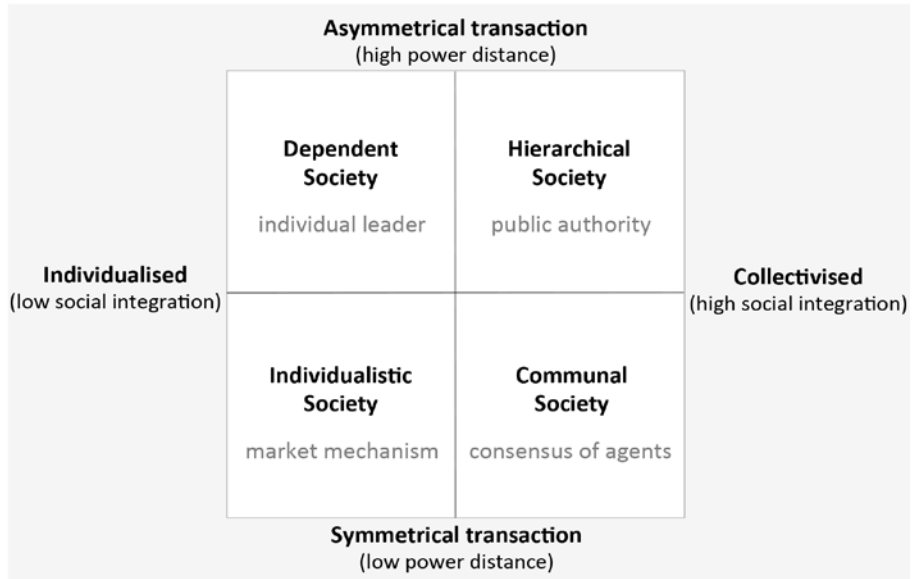 Asymmetrical transaction
(high power distance)
Dependent
Society
individual leader
Hierarchical
Society
public authority
Individualised
(low social integration)
Collectivised
(high social integration)
Individualistic
Society
market mechanism
Communal
Society
consensus of agents
Symmetrical transaction
(low power distance)